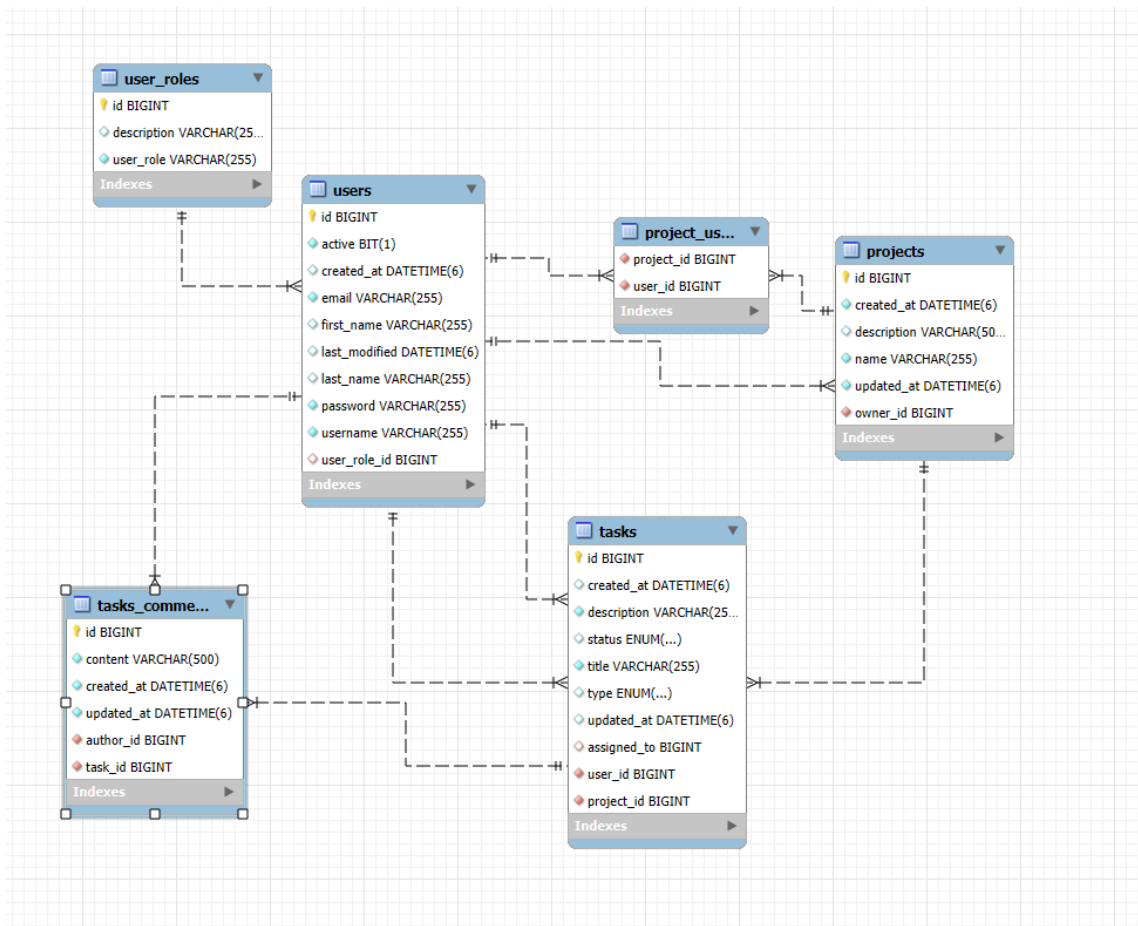 user_roles
id BIGINT
description VARCHAR(25...
user_role VARCHAR(255)
Indexes
users
id BIGINT
active BIT(1)
created_at DATETIME(6)
email VARCHAR(255)
first_name VARCHAR(255)
last_modified DATETIME(6)
last_name VARCHAR(255)
password VARCHAR(255)
username VARCHAR(255)
user_role_id BIGINT
Indexes
project_us...
project_id BIGINT
user_id BIGINT
Indexes
projects
id BIGINT
created_at DATETIME(6)
description VARCHAR(50...
name VARCHAR(255)
updated_at DATETIME(6)
owner_id BIGINT
Indexes
tasks_comme...
id BIGINT
content VARCHAR(500)
created_at DATETIME(6)
updated_at DATETIME(6)
author_id BIGINT
task_id BIGINT
Indexes
tasks
id BIGINT
created_at DATETIME(6)
description VARCHAR(25...
status ENUM(...)
title VARCHAR(255)
type ENUM(...)
updated_at DATETIME(6)
assigned_to BIGINT
user_id BIGINT
project_id BIGINT
Indexes